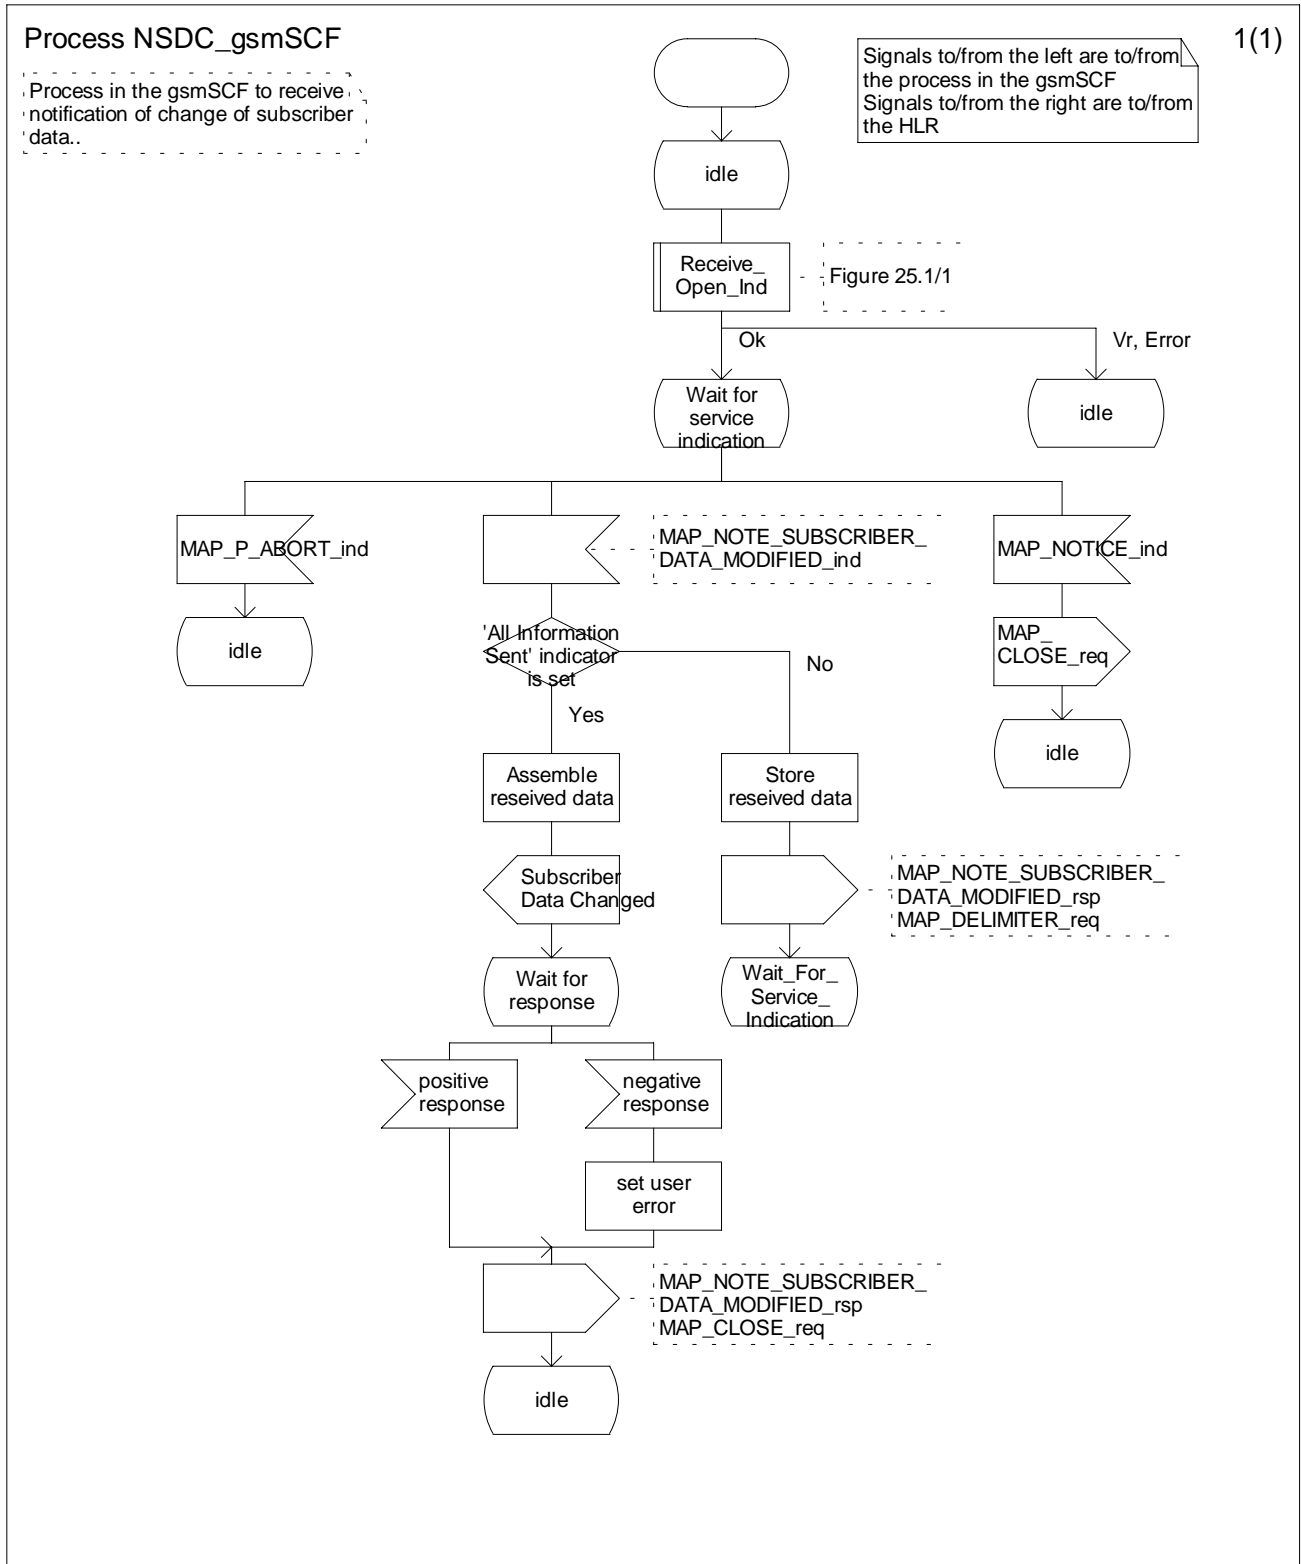 Process NSDC_gsmSCF
1(1)
Process in the gsmSCF to receive
notification of change of subscriber
data..
Signals to/from the left are to/from
the process in the gsmSCF
Signals to/from the right are to/from
the HLR
idle
Receive_
Open_Ind
Figure 25.1/1
Ok
Vr, Error
Wait for
service
indication
idle
MAP_P_ABORT_ind
MAP_NOTE_SUBSCRIBER_
DATA_MODIFIED_ind
MAP_NOTICE_ind
idle
'All Information
Sent' indicator
is set
No
Yes
MAP_
CLOSE_req
idle
Assemble
reseived data
Store
reseived data
Subscriber
Data Changed
MAP_NOTE_SUBSCRIBER_
DATA_MODIFIED_rsp
MAP_DELIMITER_req
Wait for
response
Wait_For_
Service_
Indication
positive
response
negative
response
set user
error
MAP_NOTE_SUBSCRIBER_
DATA_MODIFIED_rsp
MAP_CLOSE_req
idle